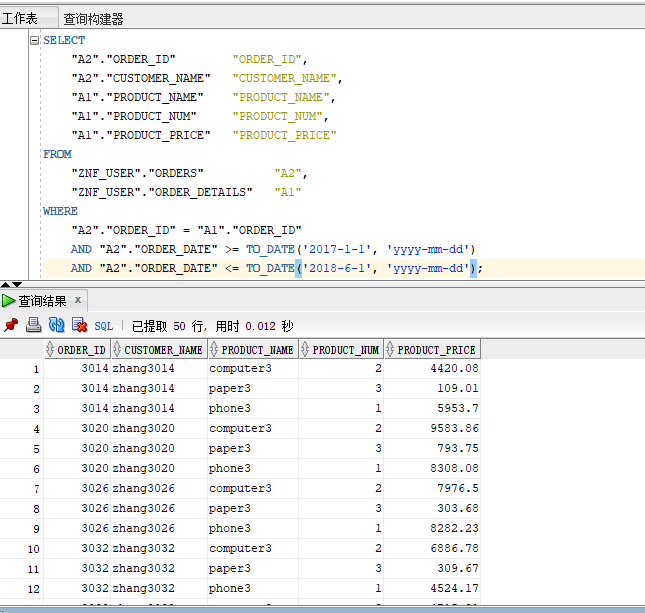 工作表 查询构建器
SELECT
"A2"."ORDER_ID" "ORDER_ID",
"A2"."CUSTOMER_NAME" "CUSTOMER_NAME",
"A1"."PRODUCT_NAME" "PRODUCT_NAME",
"A1"."PRODUCT_NUM" "PRODUCT_NUM",
"A1"."PRODUCT_PRICE" "PRODUCT_PRICE"
FROM
"ZNF_USER"."ORDERS" "A2",
"ZNF_USER"."ORDER_DETAILS" "A1"
WHERE
"A2"."ORDER_ID" = "A1"."ORDER_ID"
AND "A2"."ORDER_DATE" >= TO_DATE('2017-1-1', 'yyyy-mm-dd')
AND "A2"."ORDER_DATE" <= TO_DATE('2018-6-1', 'yyyy-mm-dd');
查询结果 x
SQL | 已提取 50 行, 用时 0.012 秒
ORDER_ID CUSTOMER_NAME PRODUCT_NAME PRODUCT_NUM PRODUCT_PRICE
1 3014 zhang3014 computer3 2 4420.08
2 3014 zhang3014 paper3 3 109.01
3 3014 zhang3014 phone3 1 5953.7
4 3020 zhang3020 computer3 2 9583.86
5 3020 zhang3020 paper3 3 793.75
6 3020 zhang3020 phone3 1 8308.08
7 3026 zhang3026 computer3 2 7976.5
8 3026 zhang3026 paper3 3 303.68
9 3026 zhang3026 phone3 1 8282.23
10 3032 zhang3032 computer3 2 6886.78
11 3032 zhang3032 paper3 3 309.67
12 3032 zhang3032 phone3 1 4524.17